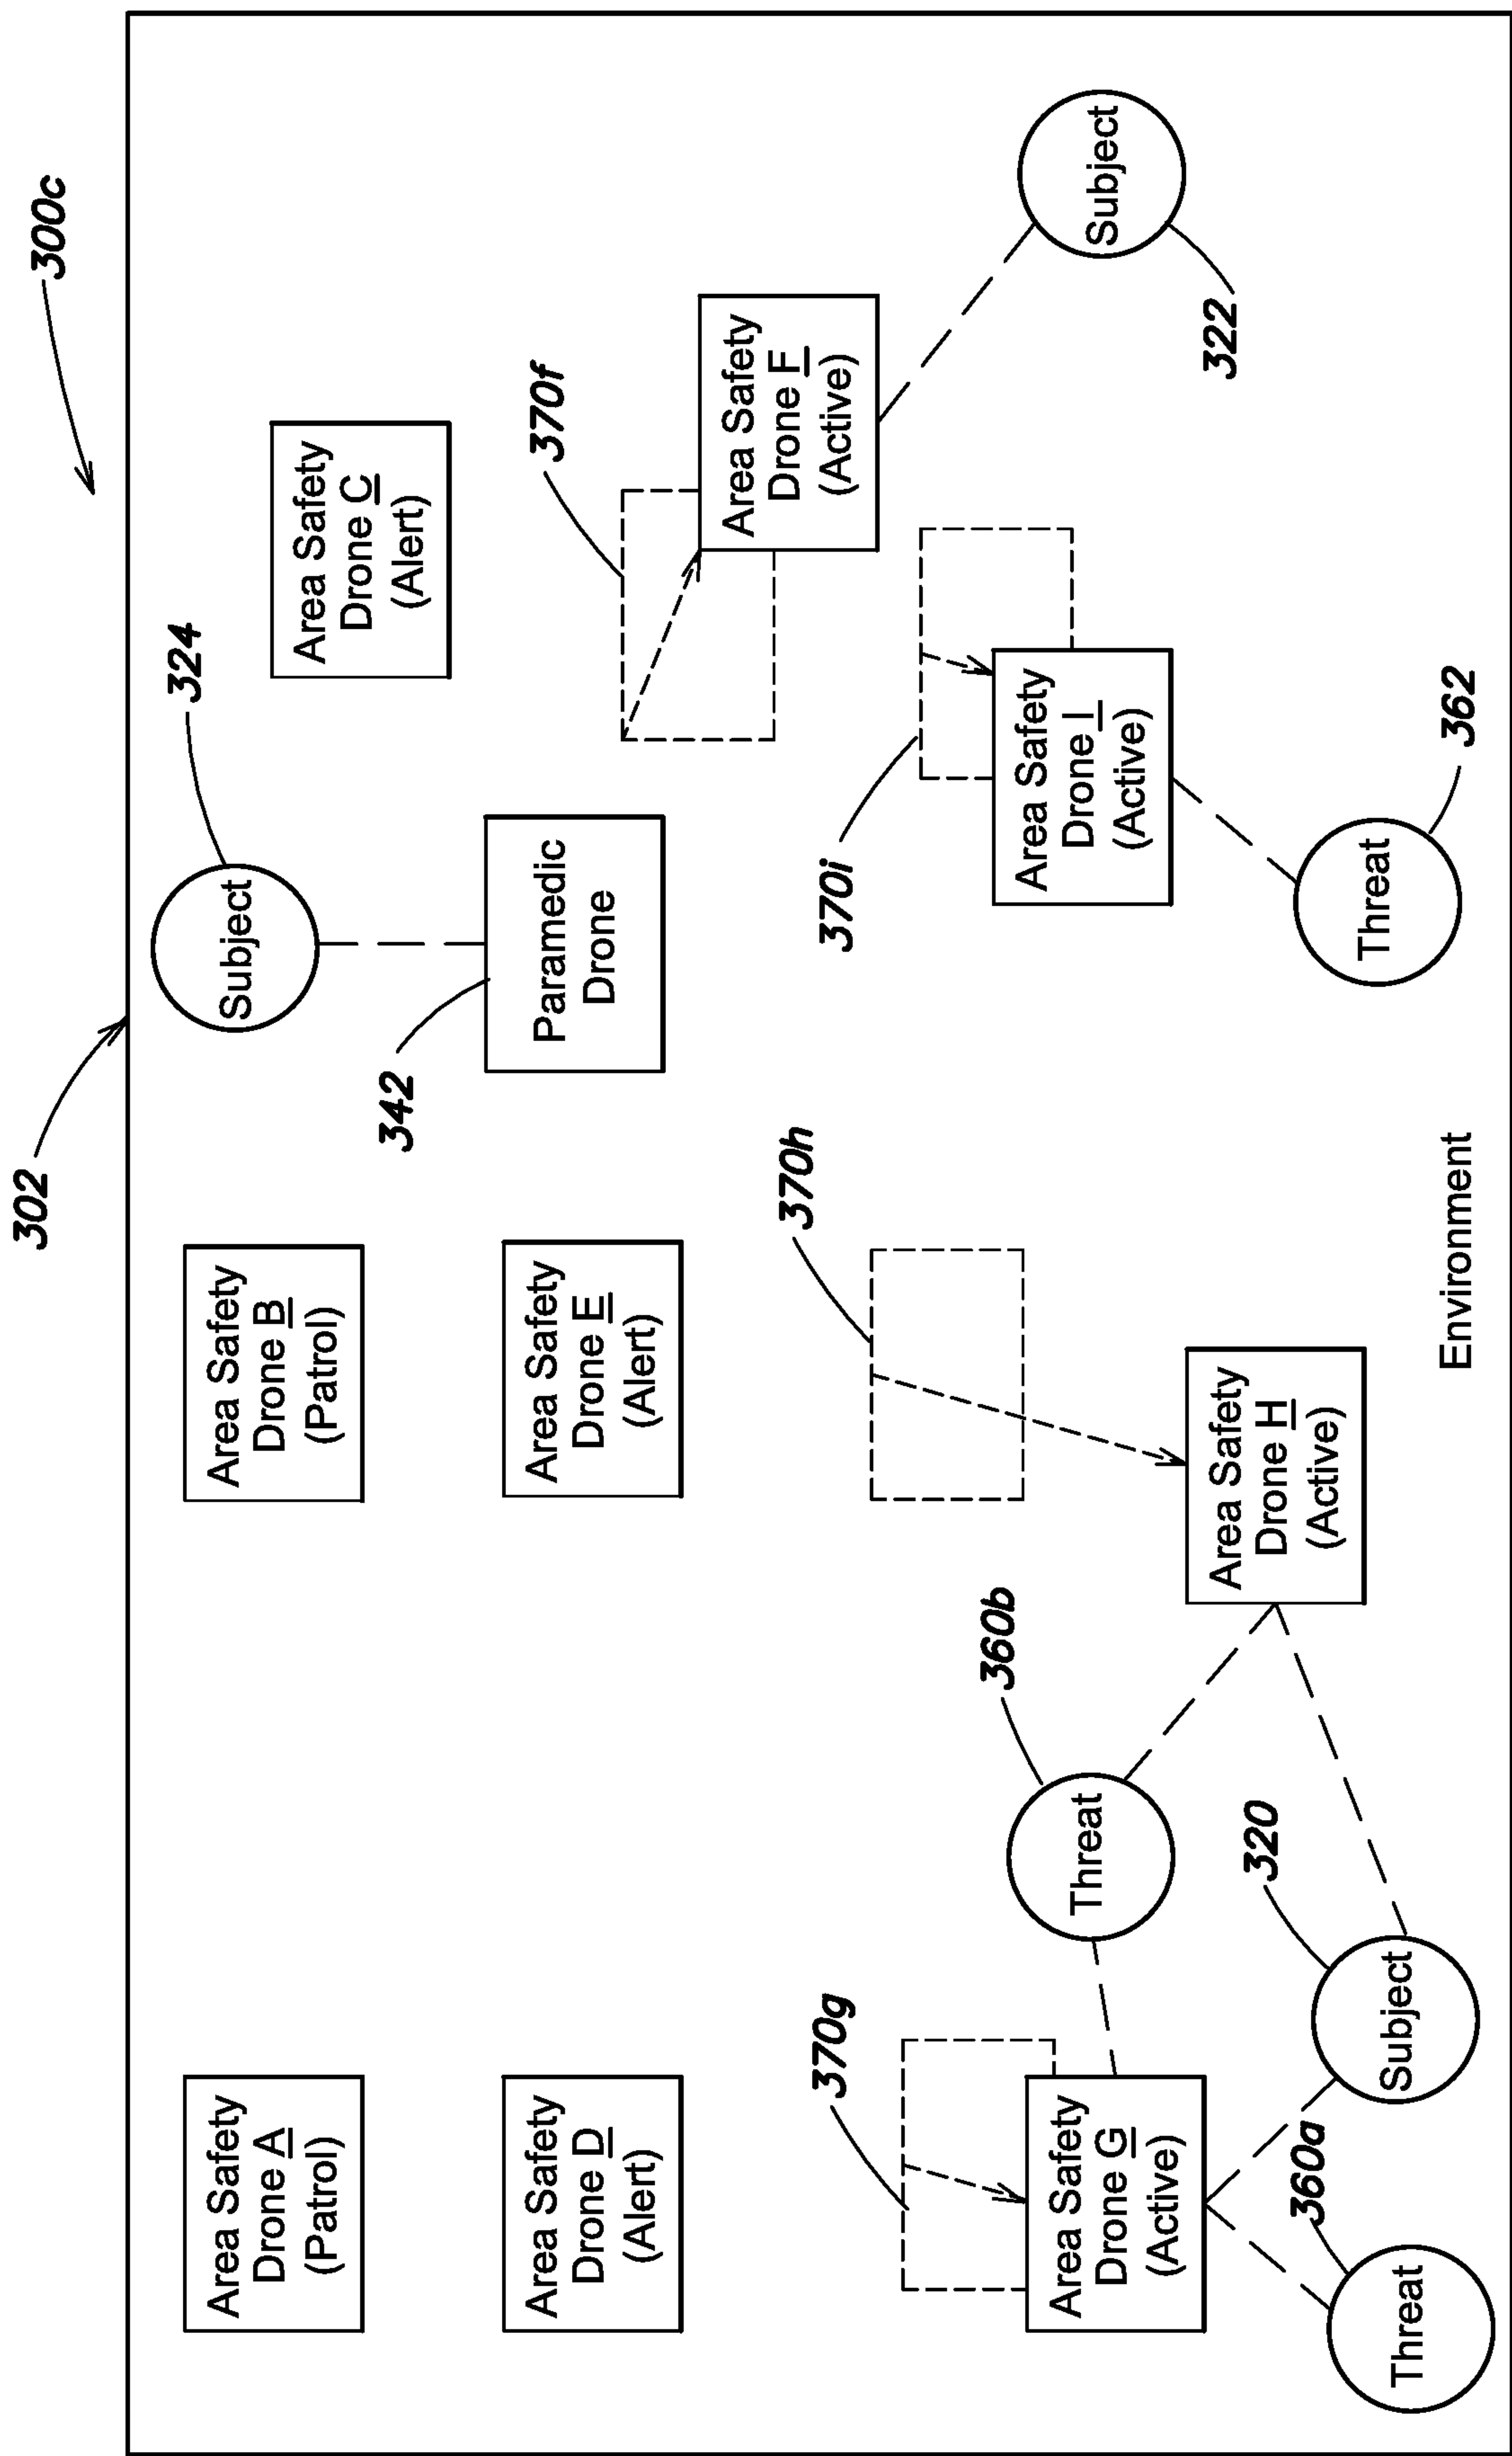 300c
302
324
Subject
Area Safety
Drone A
(Patrol)
Area Safety
Drone B
(Patrol)
Area Safety
Drone C
(Alert)
342
Paramedic
Drone
Area Safety
Drone D
(Alert)
Area Safety
Drone E
(Alert)
370f
Area Safety
Drone F
(Active)
370g
370h
370i
Area Safety
Drone G
(Active)
360b
Threat
Area Safety
Drone H
(Active)
Area Safety
Drone I
(Active)
Subject
322
360a
Threat
320
Subject
Threat
362
Environment